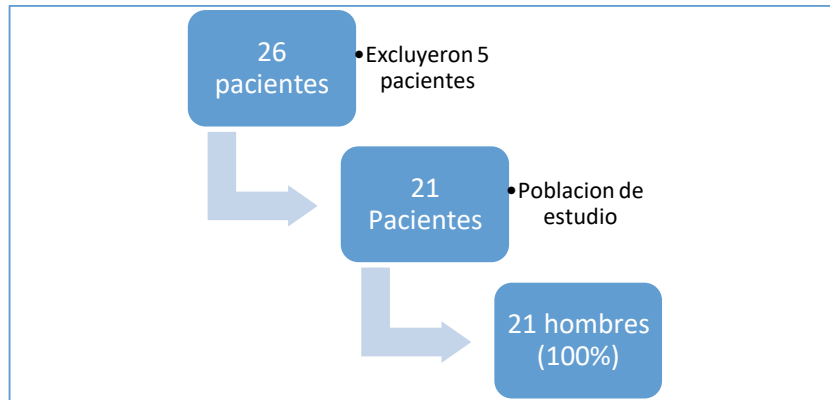 26
pacientes
•Excluyeron 5
pacientes
21
Pacientes
•Poblacion de
estudio
21 hombres
(100%)